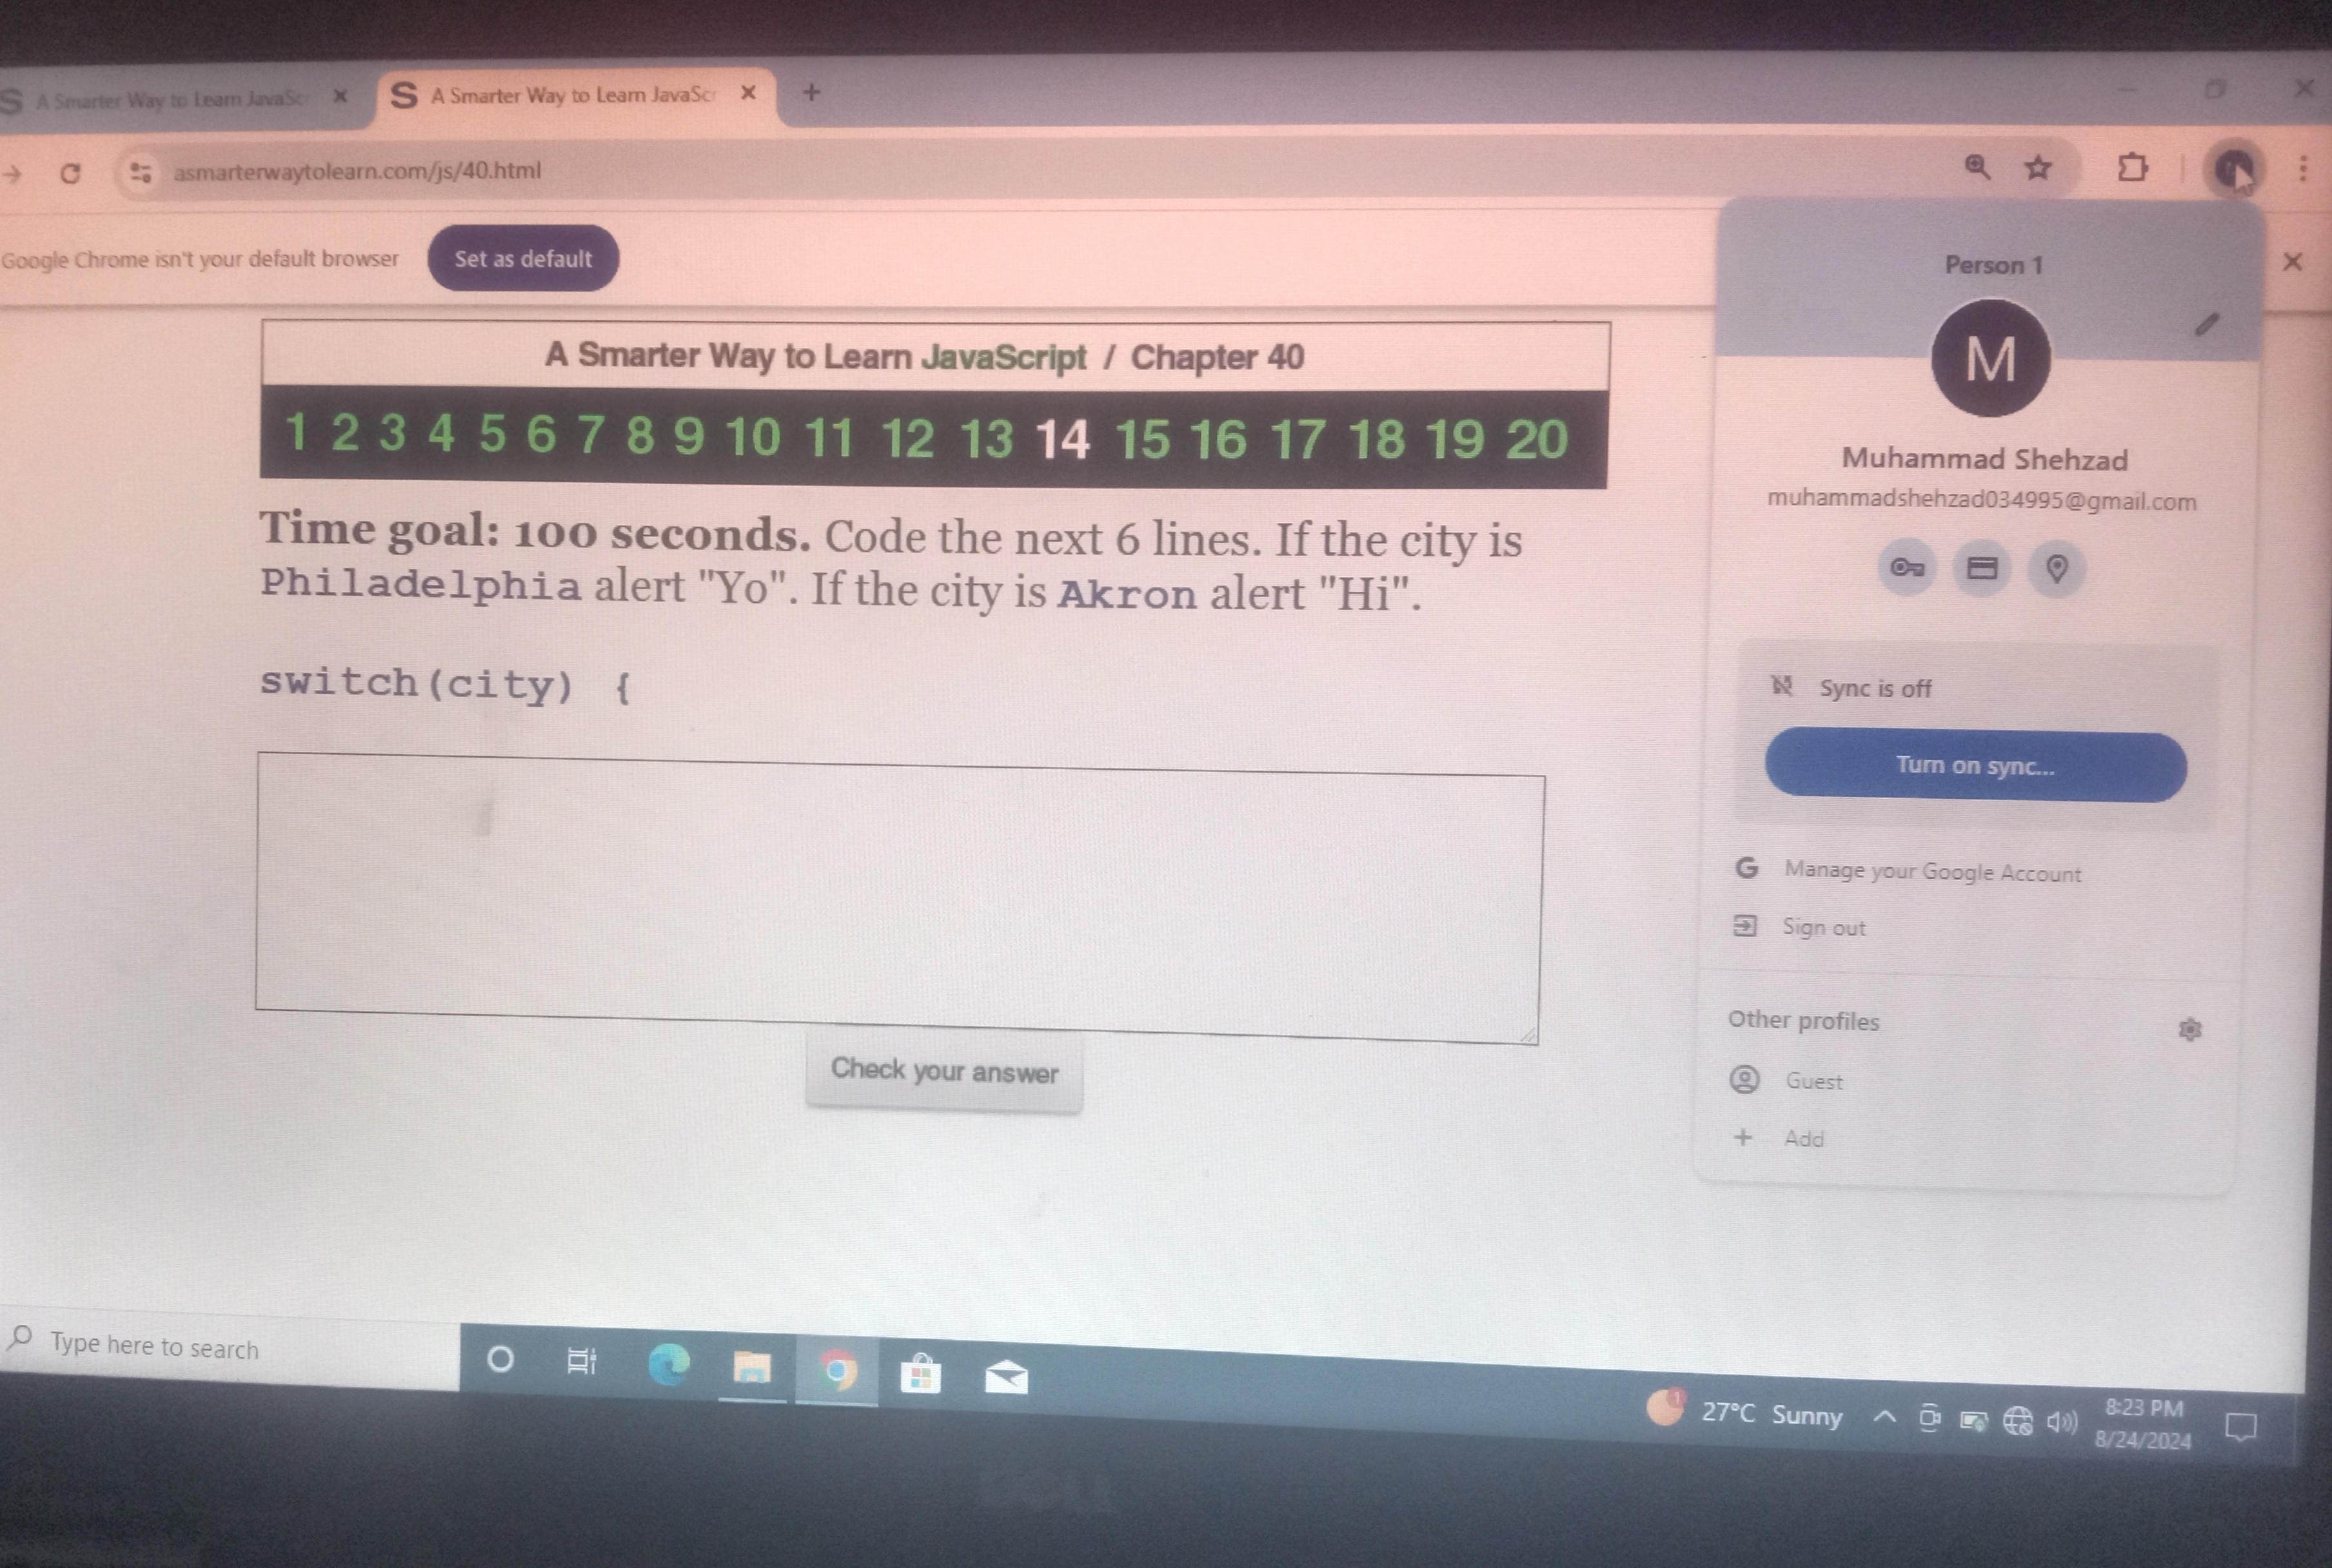 A Smarter Way to Learn JavaScr
A Smarter Way to Learn JavaScr
asmarterwaytolearn.com/js/40.html
Google Chrome isn't your default browser
Set as default
A Smarter Way to Learn JavaScript / Chapter 40
1 2 3 4 5 6 7 8 9 10 11 12 13 14 15 16 17 18 19 20
Time goal: 100 seconds. Code the next 6 lines. If the city is
Philadelphia alert "Yo". If the city is Akron alert "Hi".
switch(city) {
Check your answer
Person 1
M
Muhammad Shehzad
muhammadshehzad034995@gmail.com
Sync is off
Turn on sync...
G Manage your Google Account
Sign out
Other profiles
Guest
+ Add
Type here to search
1
27°C Sunny
8:23 PM
8/24/2024